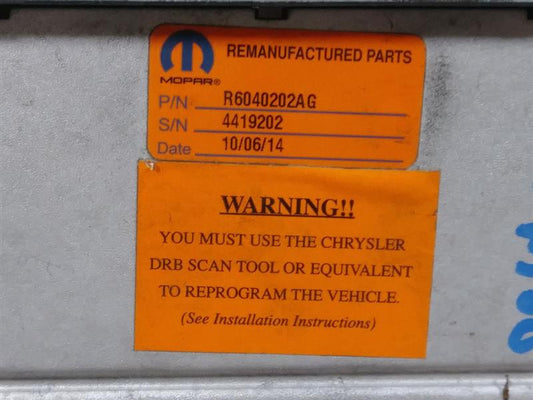 REMANUFACTURED PARTS
MOPAR®
P/N R6040202AG
S/N 4419202
Date 10/06/14
WARNING!!
YOU MUST USE THE CHRYSLER
DRB SCAN TOOL OR EQUIVALENT
TO REPROGRAM THE VEHICLE.
(See Installation Instructions)